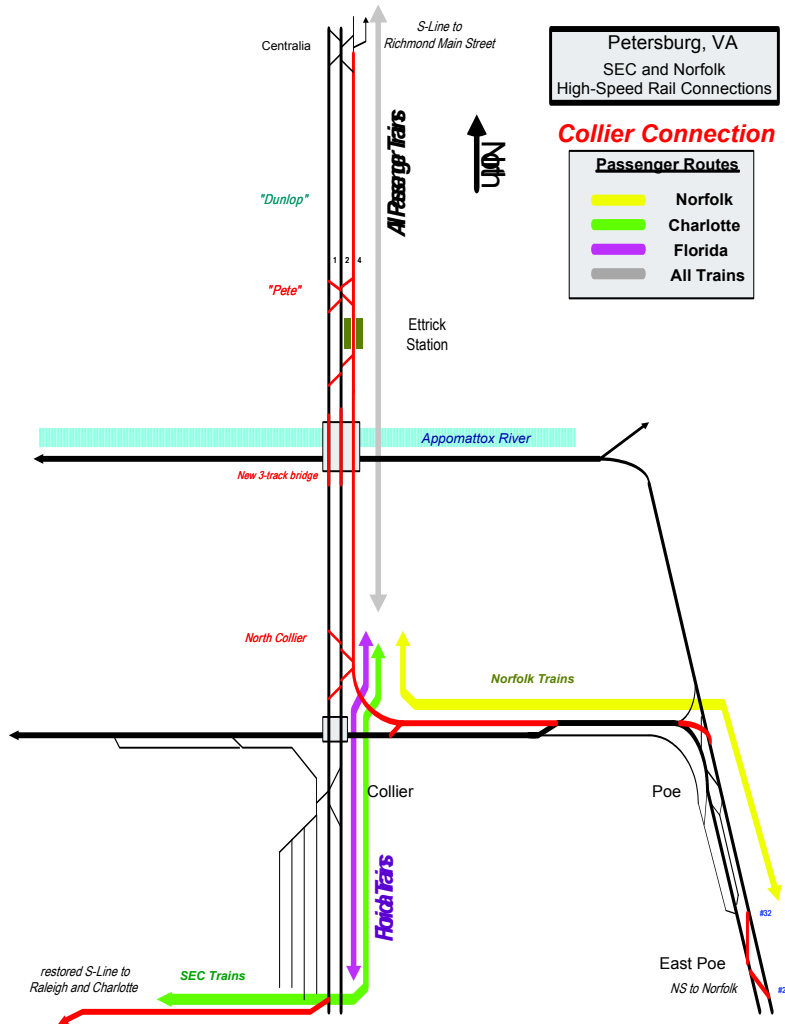 S-Line to
Richmond Main Street
Centralia
Petersburg, VA
SEC and Norfolk
High-Speed Rail Connections
Collier Connection
Passenger Routes
Norfolk
Charlotte
Florida
All Trains
North
All Passenger Trains
"Dunlop"
1 2 4
"Pete"
Ettrick
Station
Appomattox River
New 3-track bridge
North Collier
Norfolk Trains
Collier
Poe
Florida Trains
#32
East Poe
restored S-Line to
Raleigh and Charlotte
SEC Trains
NS to Norfolk